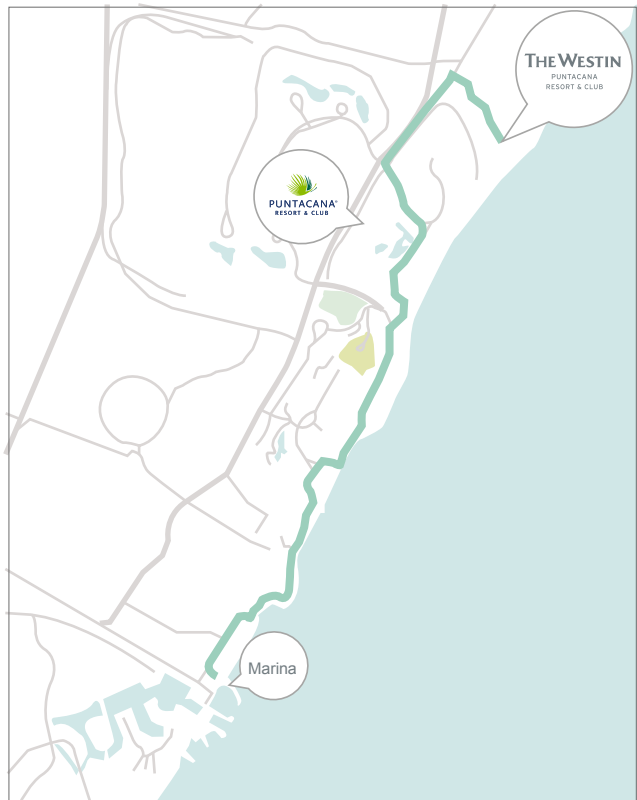 THE WESTIN
PUNTACANA
RESORT & CLUB
PUNTACANA®
RESORT & CLUB
Marina